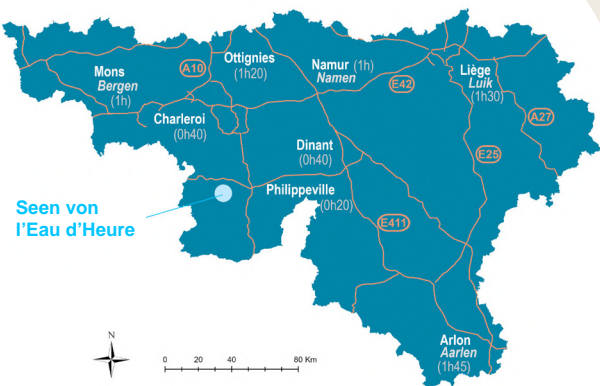 Mons
Bergen
(1h)
A10
Ottignies
(1h20)
Namur (1h)
Namen
E42
Liège
Luik
(1h30)
A27
Charleroi
(0h40)
Dinant
(0h40)
E25
Philippeville
(0h20)
Seen von
l'Eau d'Heure
E411
Arlon
Aarlen
(1h45)
N
0 20 40 80 Km